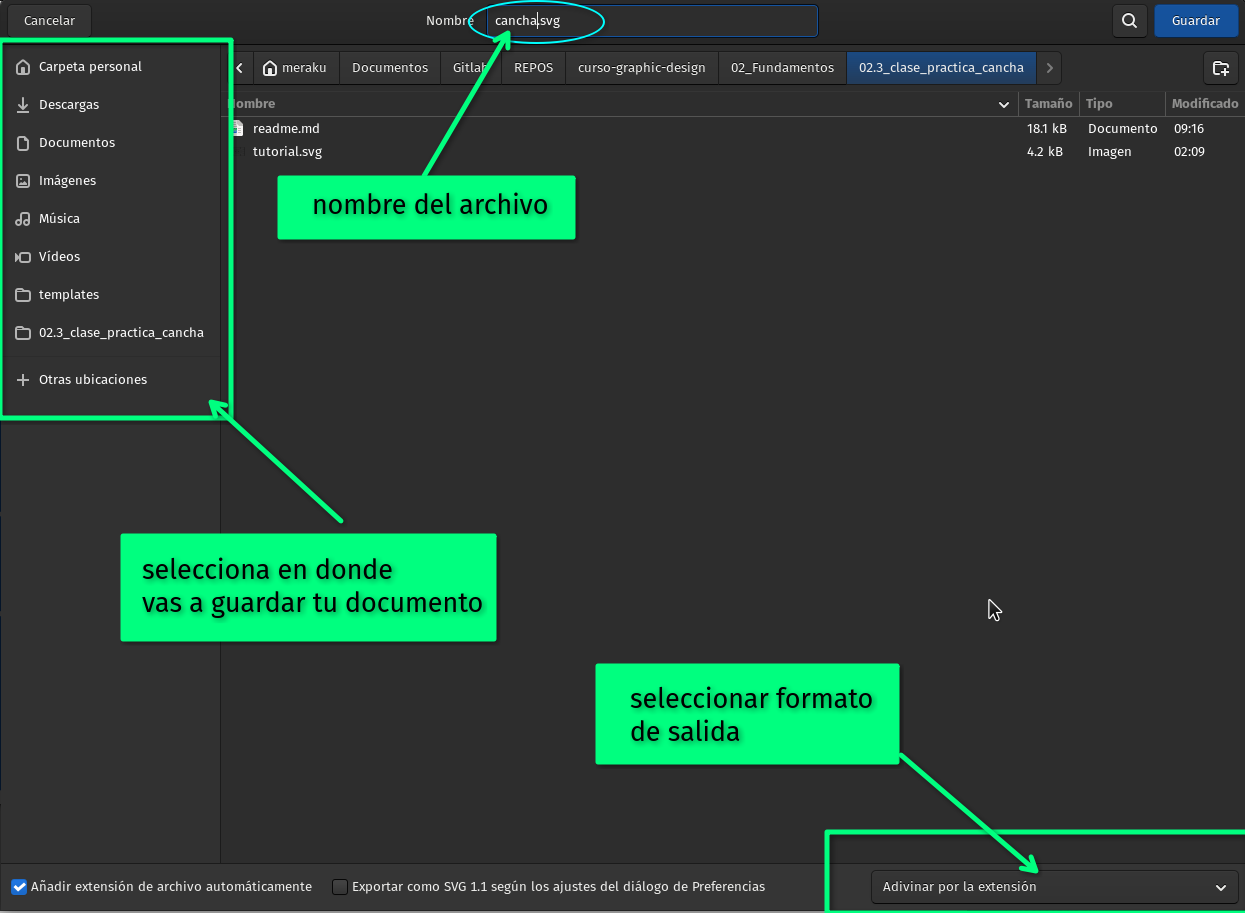 Cancelar
Nombre
cancha.svg
Guardar
Carpeta personal
Descargas
Documentos
Imágenes
Música
Vídeos
templates
02.3_clase_practica_cancha
Otras ubicaciones
meraku
Documentos
Gitlab
REPOS
curso-graphic-design
02_Fundamentos
02.3_clase_practica_cancha
Nombre
Tamaño
Tipo
Modificado
readme.md
18.1 kB
Documento
09:16
tutorial.svg
4.2 kB
Imagen
02:09
nombre del archivo
selecciona en donde
vas a guardar tu documento
seleccionar formato
de salida
Añadir extensión de archivo automáticamente
Exportar como SVG 1.1 según los ajustes del diálogo de Preferencias
Adivinar por la extensión